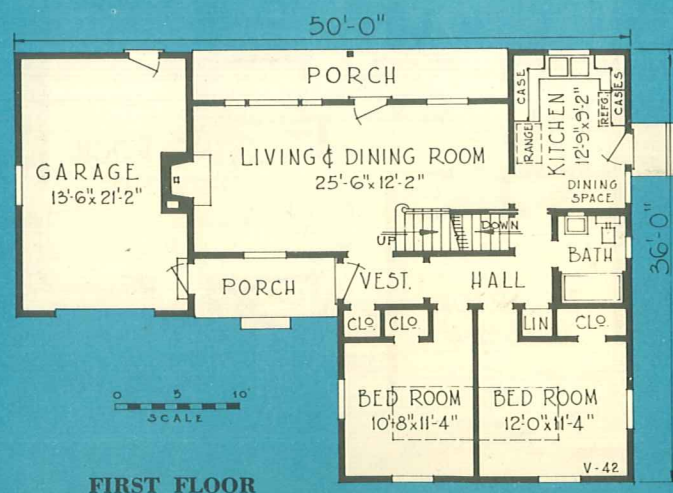 50'-0"
PORCH
CASE
KITCHEN
12'-9"x9'-2"
REFG.
CASES
RANGE
GARAGE
13'-6"x21'-2"
LIVING & DINING ROOM
25'-6"x12'-2"
DINING
SPACE
UP
DOWN
BATH
36'-0"
PORCH
VEST.
HALL
CLO.
CLO.
LIN
CLO.
0 5 10'
SCALE
BED ROOM
10'-8"x11'-4"
BED ROOM
12'-0"x11'-4"
V-42
FIRST FLOOR